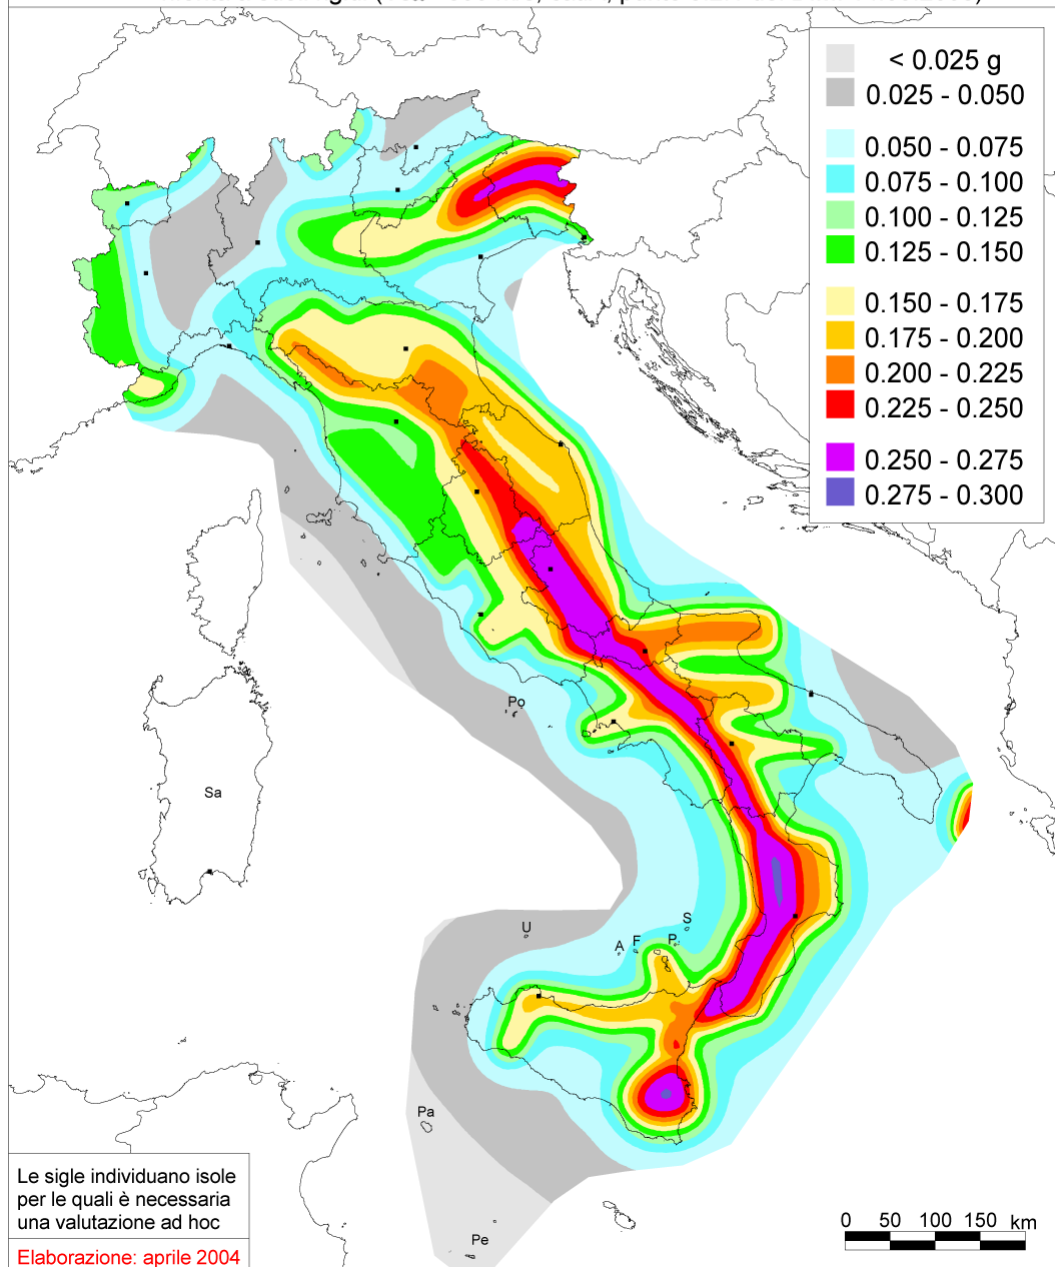 < 0.025 g
0.025 - 0.050
0.050 - 0.075
0.075 - 0.100
0.100 - 0.125
0.125 - 0.150
0.150 - 0.175
0.175 - 0.200
0.200 - 0.225
0.225 - 0.250
0.250 - 0.275
0.275 - 0.300
Po
Sa
U
S
A
F
P
Pa
Pe
Le sigle individuano isole
per le quali è necessaria
una valutazione ad hoc
Elaborazione: aprile 2004
0 50 100 150 km